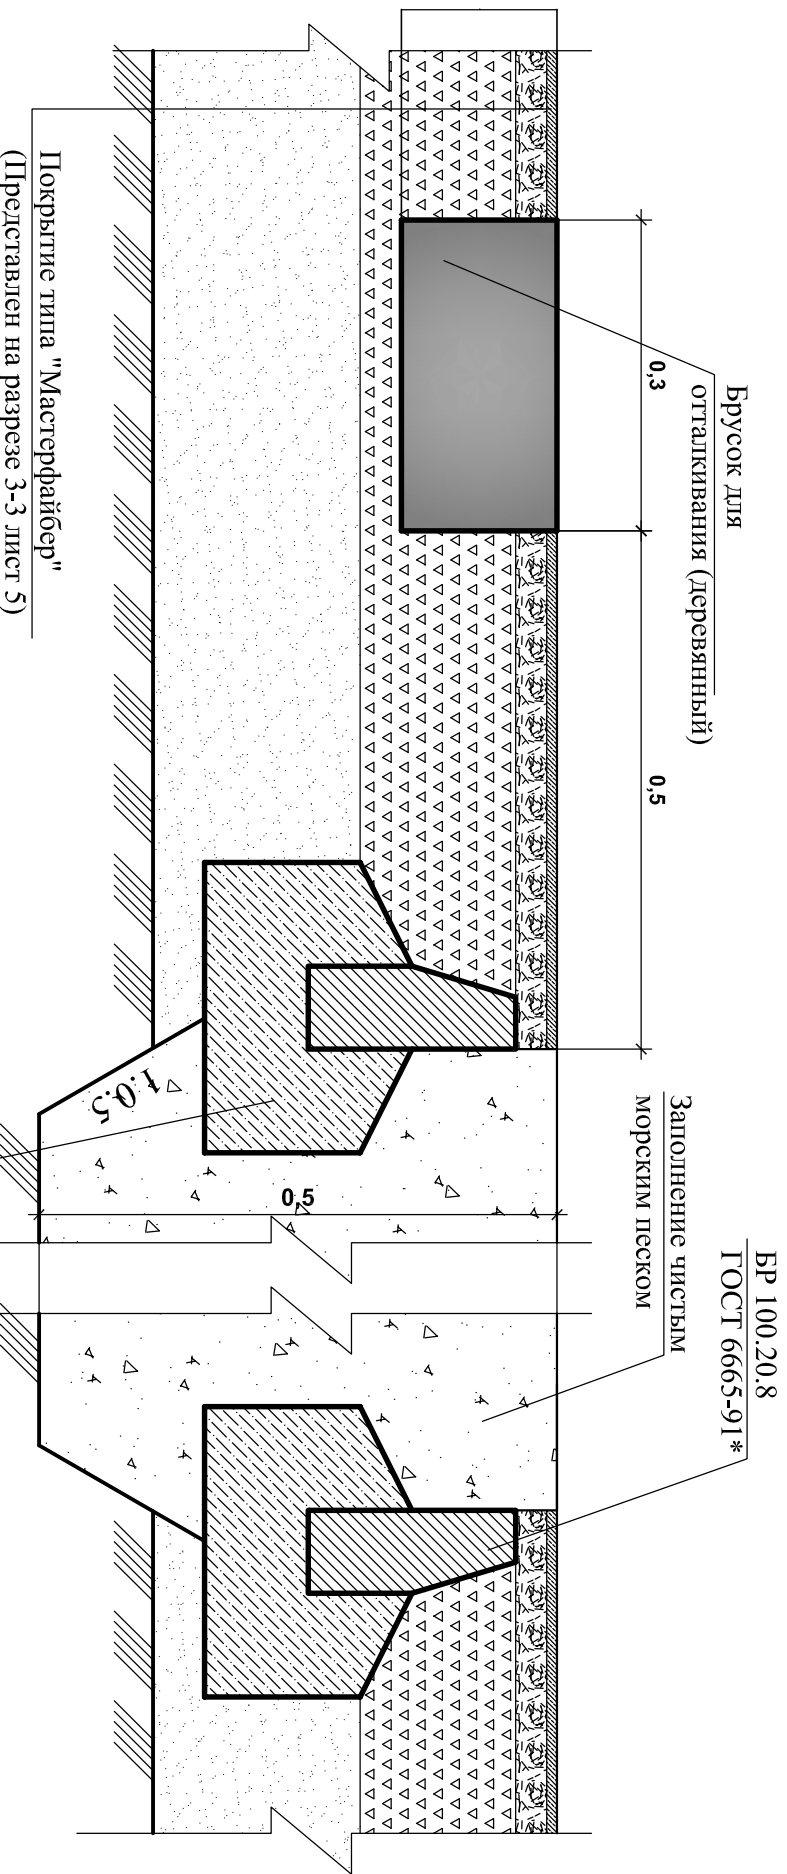 Брусок для
отталкивания (деревянный)
0,3
0,5
БР 100.20.8
ГОСТ 6665-91*
Заполнение чистым
морским песком
0,5
1:0.5
Покрытие типа "Мастерфайбер"
(Представлен на разрезе 3-3 лист 5)